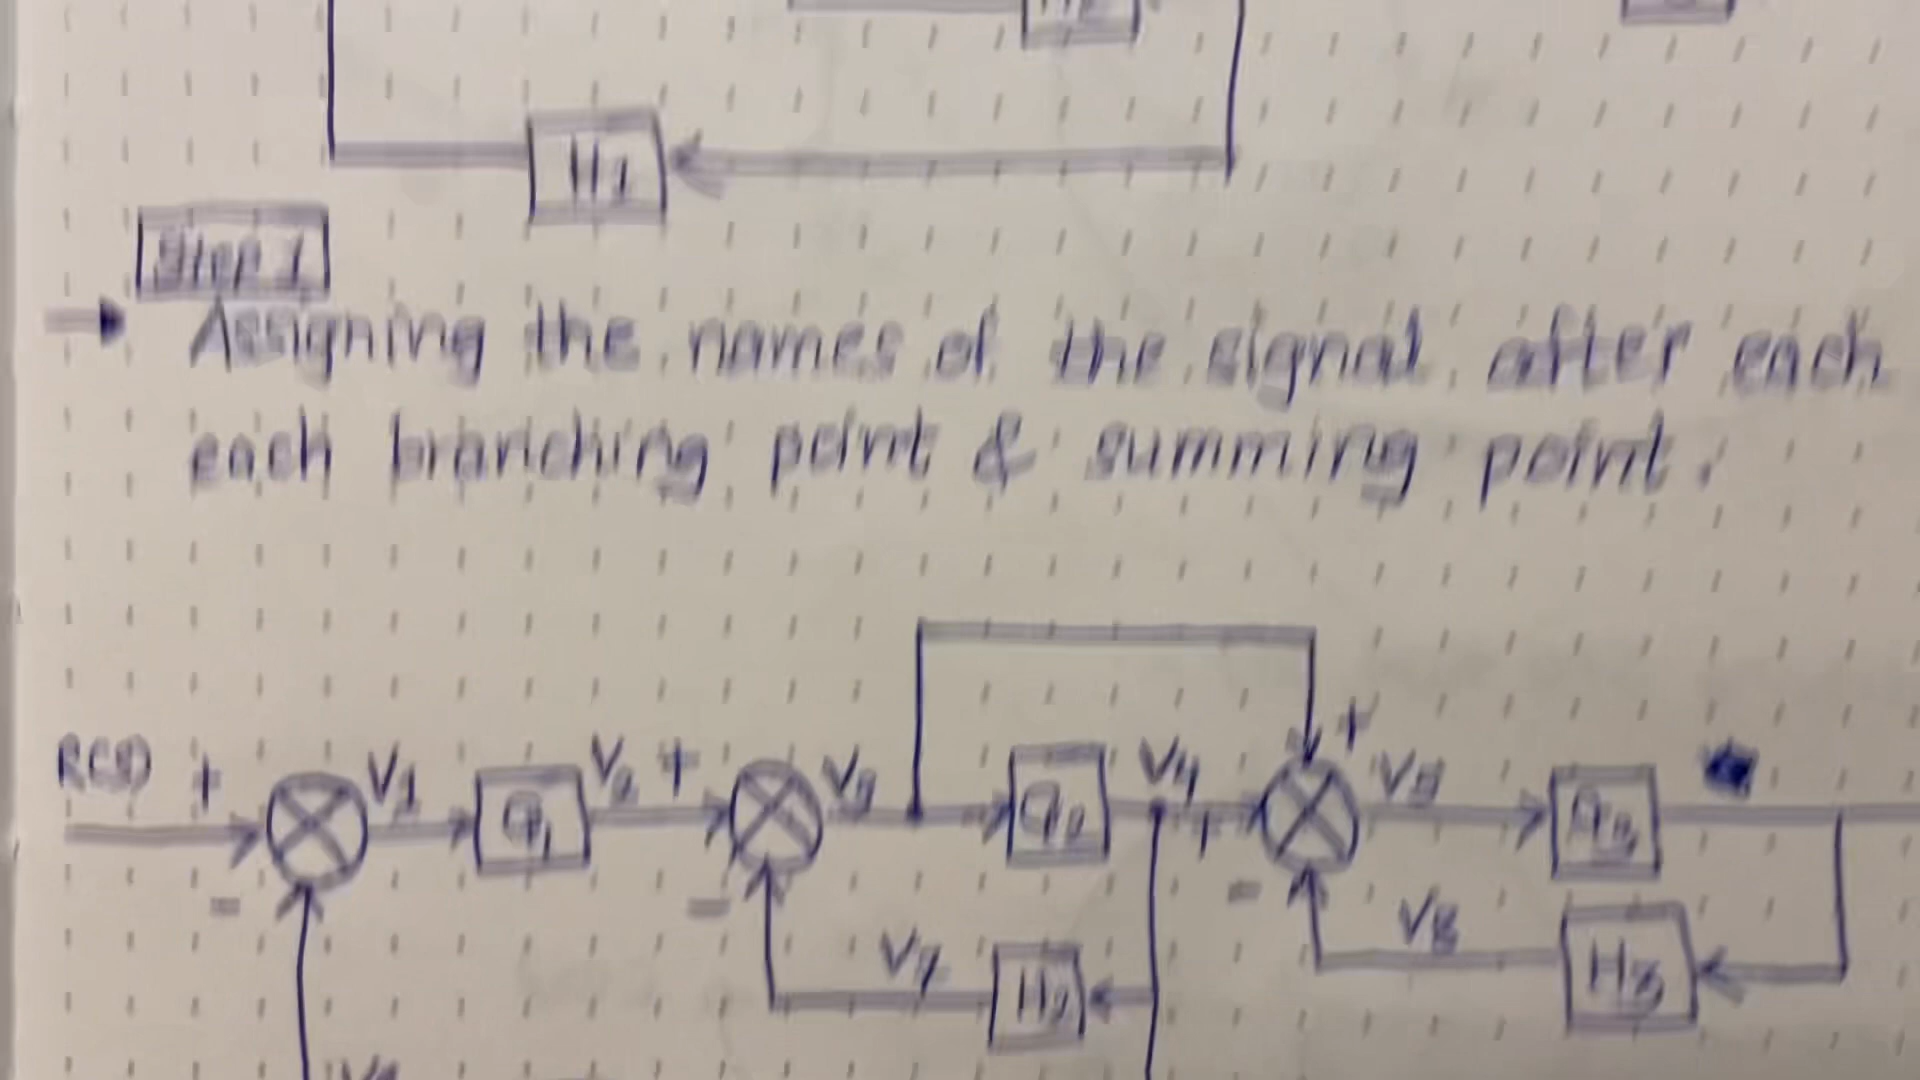 H1
Step 1
Assigning the names of the signal after each
each branching point & summing point.
+
R(S) + V1 V2 + V3 V4 V5
G1 G2 + G3
- - - V8
V7 H2 H3